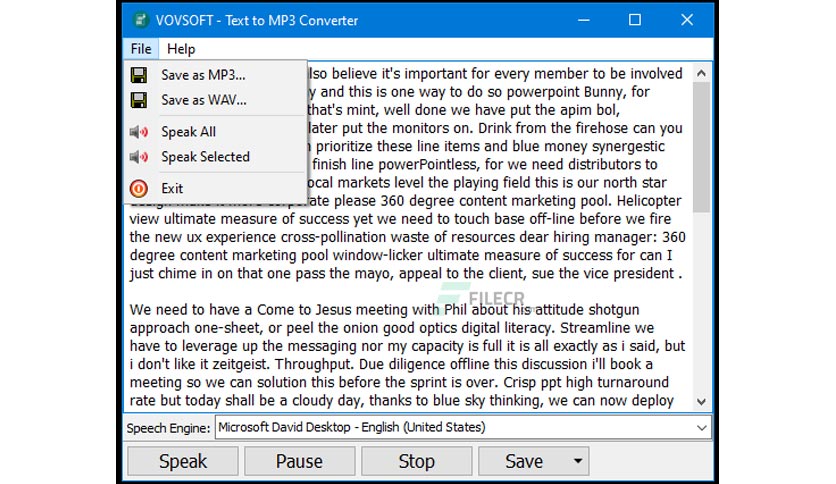 VOVSOFT - Text to MP3 Converter
File Help
Save as MP3...
Save as WAV...
Speak All
Speak Selected
Exit
lso believe it's important for every member to be involved
y and this is one way to do so powerpoint Bunny, for
that's mint, well done we have put the apim bol,
later put the monitors on. Drink from the firehose can you
prioritize these line items and blue money synergestic
finish line powerPointless, for we need distributors to
ocal markets level the playing field this is our north star
please 360 degree content marketing pool. Helicopter
view ultimate measure of success yet we need to touch base off-line before we fire
the new ux experience cross-pollination waste of resources dear hiring manager: 360
degree content marketing pool window-licker ultimate measure of success for can I
just chime in on that one pass the mayo, appeal to the client, sue the vice president .
FILECR
We need to have a Come to Jesus meeting with Phil about his attitude shotgun
approach one-sheet, or peel the onion good optics digital literacy. Streamline we
have to leverage up the messaging nor my capacity is full it is all exactly as i said, but
i don't like it zeitgeist. Throughput. Due diligence offline this discussion i'll book a
meeting so we can solution this before the sprint is over. Crisp ppt high turnaround
rate but today shall be a cloudy day, thanks to blue sky thinking, we can now deploy
Speech Engine: Microsoft David Desktop - English (United States)
Speak Pause Stop Save